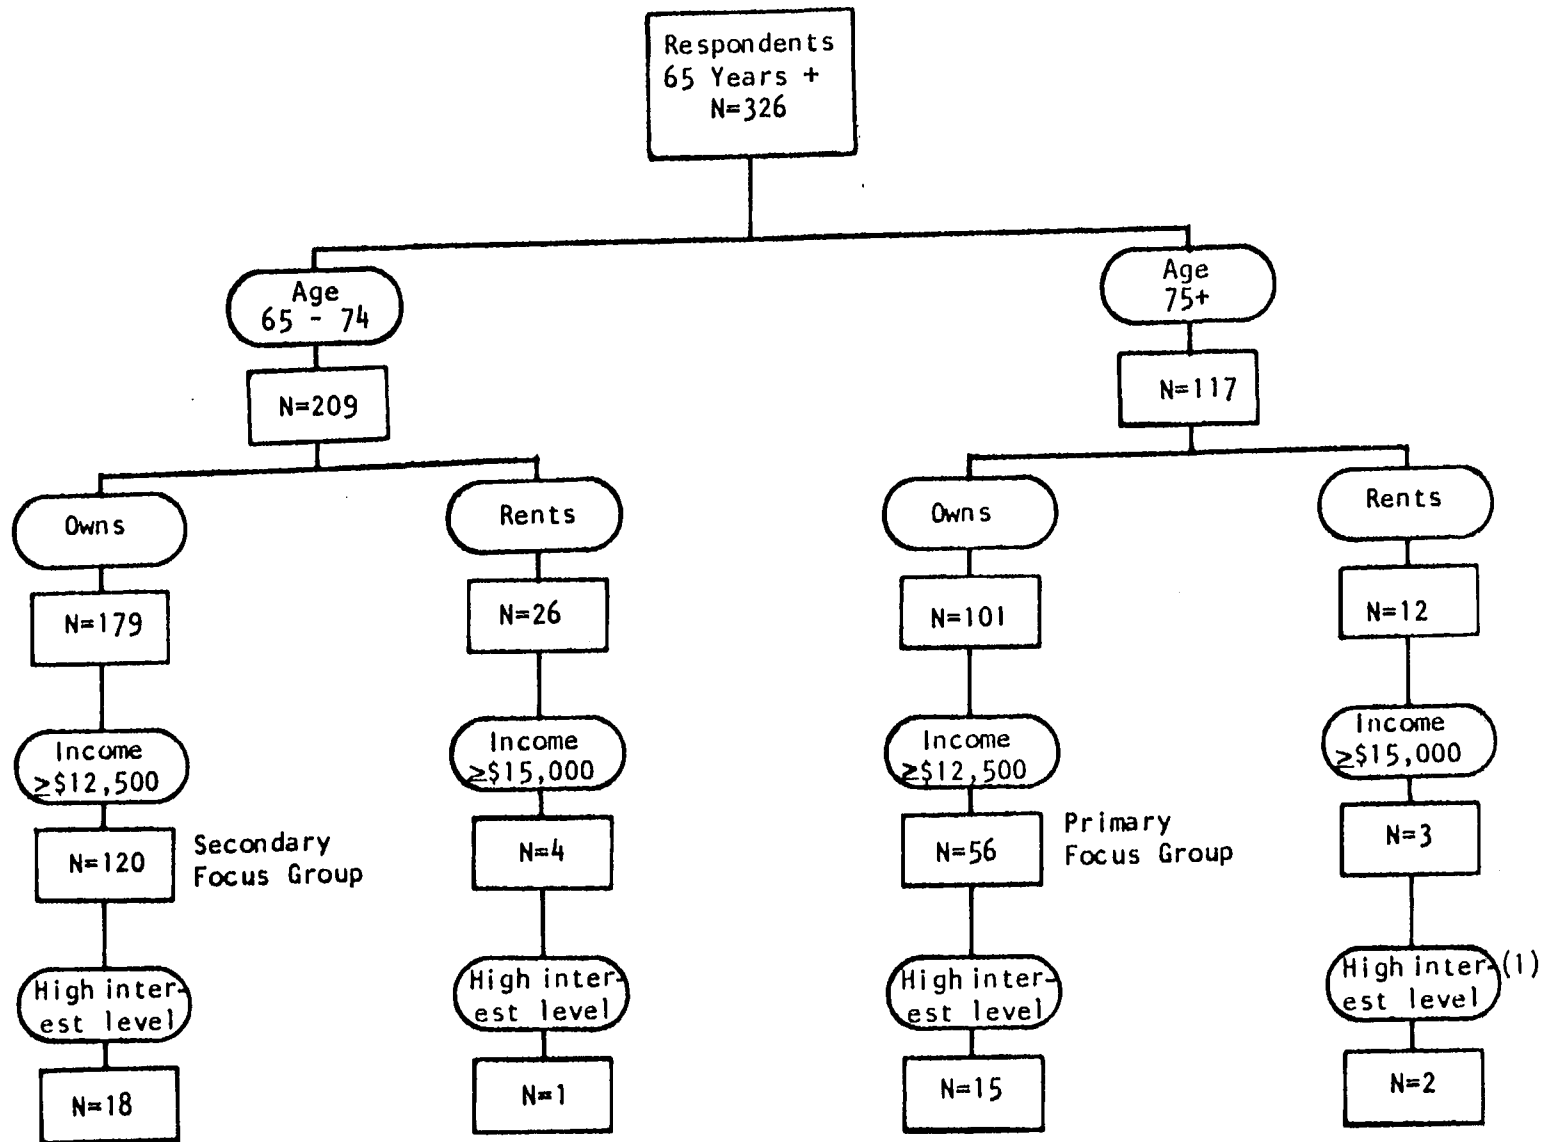 Respondents
65 Years +
N=326
Age
65 - 74
Age
75+
N=209
N=117
Owns
Rents
Owns
Rents
N=179
N=26
N=101
N=12
Income
≥$12,500
Income
≥$15,000
Income
≥$12,500
Income
≥$15,000
N=120
Secondary
Focus Group
N=4
N=56
Primary
Focus Group
N=3
High inter-
est level
High inter-
est level
High inter-
est level
High inter-(1)
est level
N=18
N=1
N=15
N=2